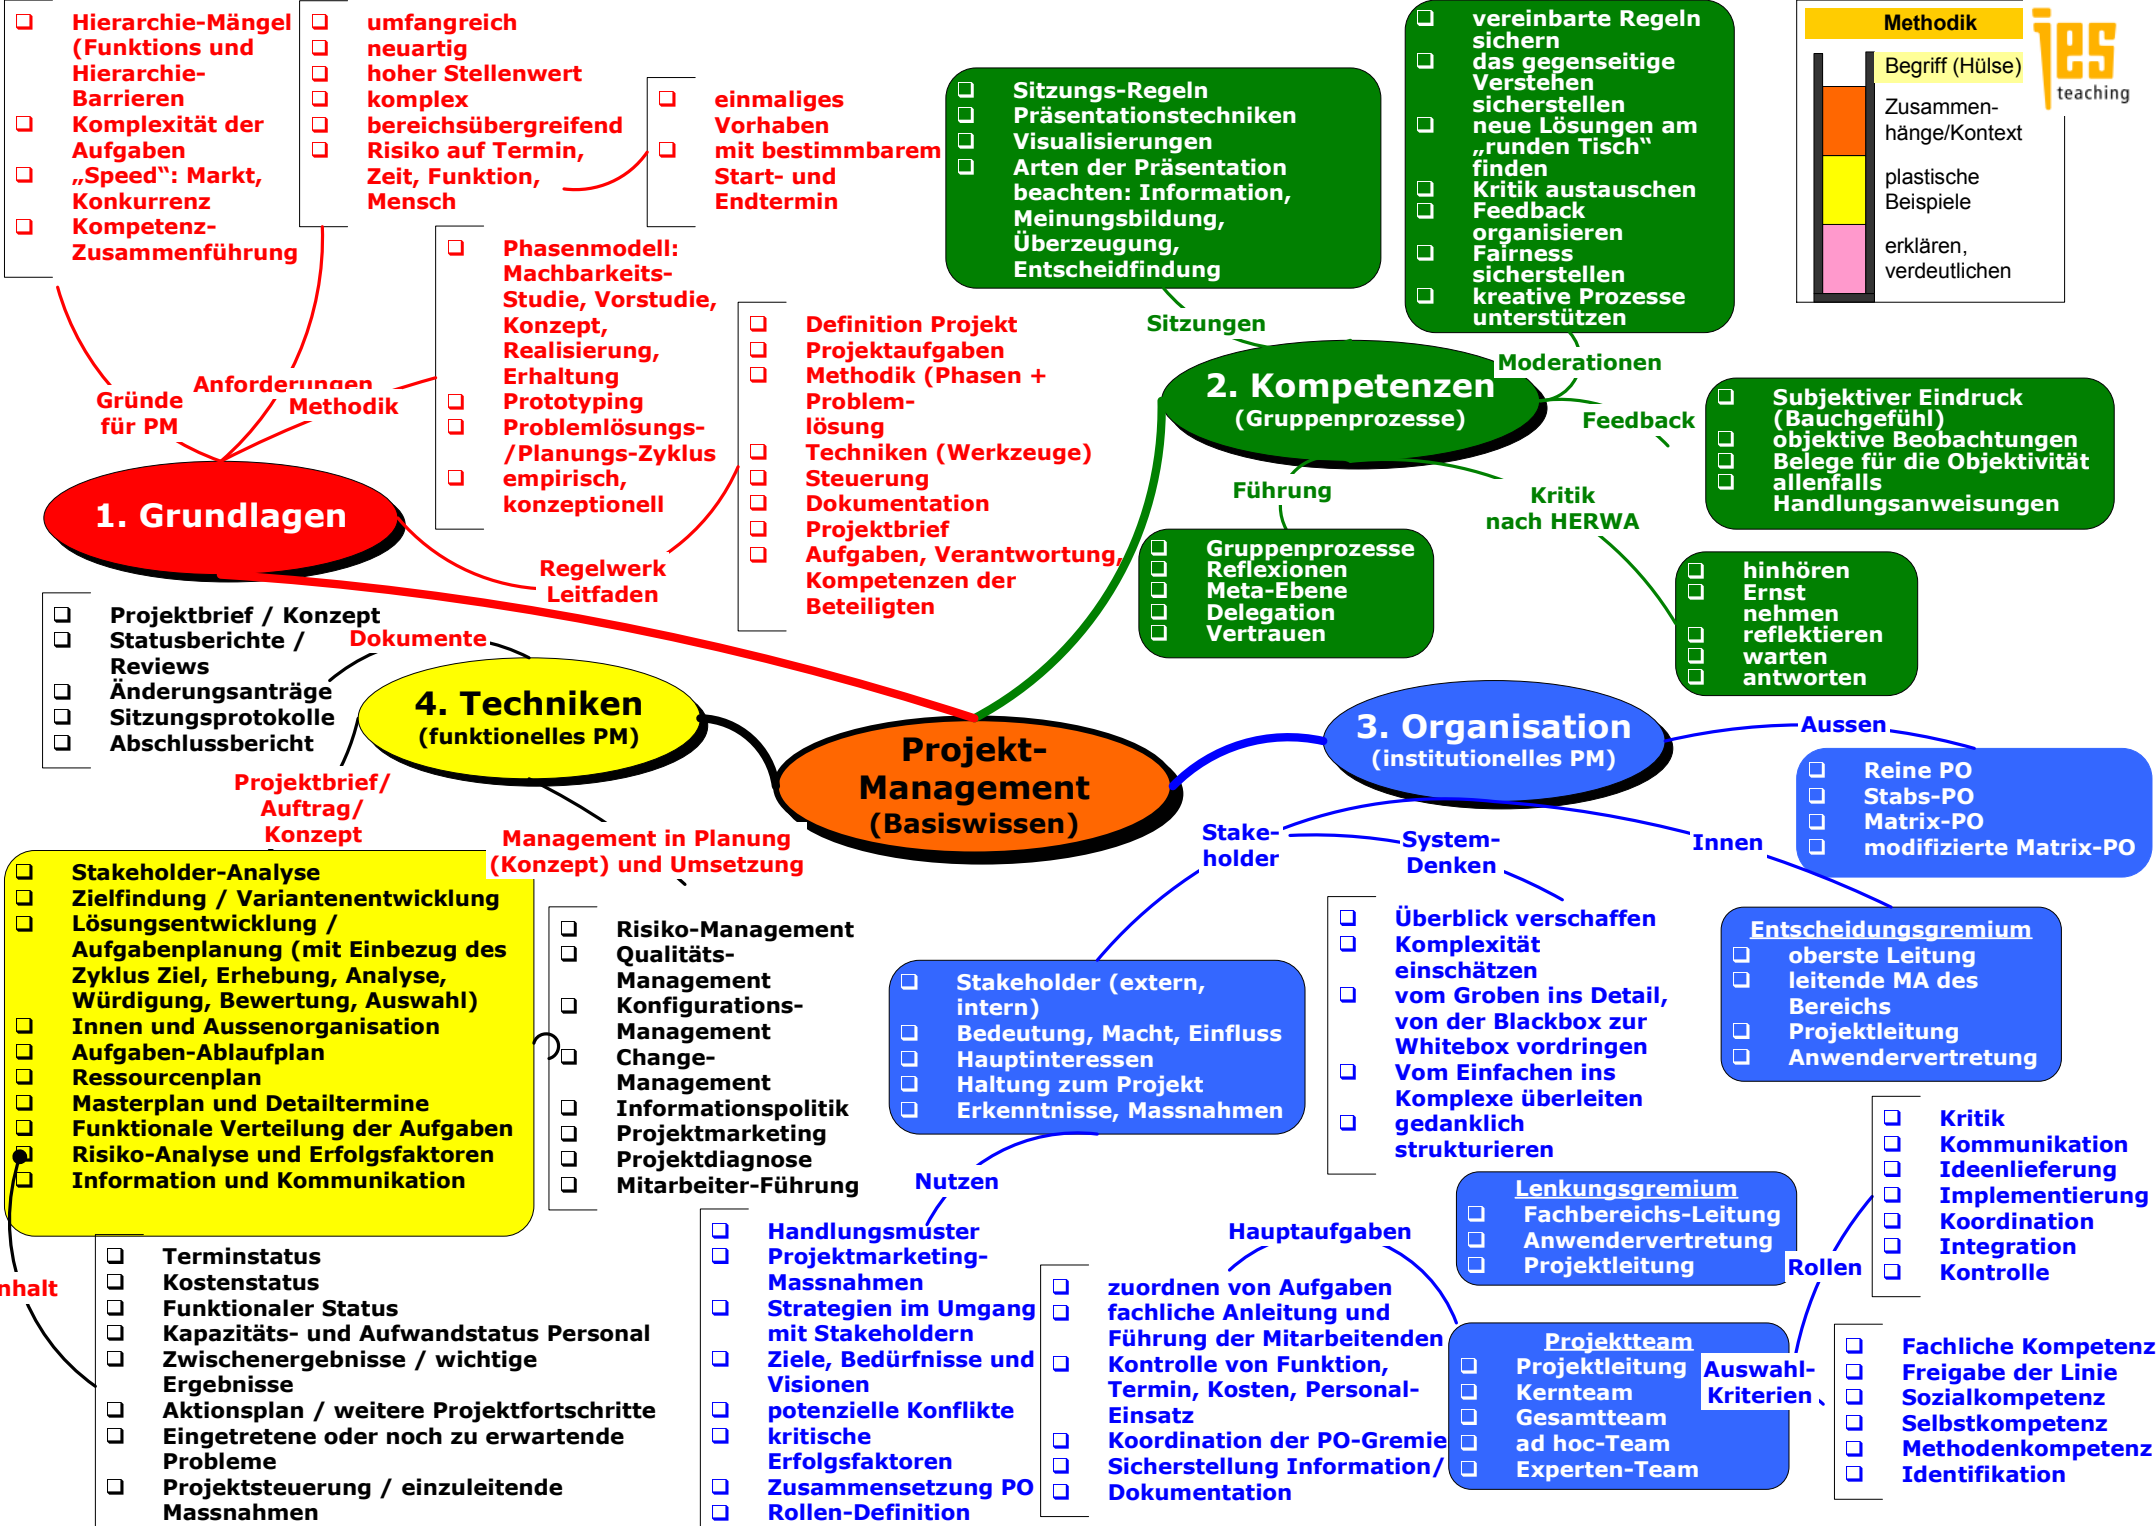 Hierarchie-Mängel
(Funktions und
Hierarchie-
Barrieren
Komplexität der
Aufgaben
„Speed“: Markt,
Konkurrenz
Kompetenz-
Zusammenführung
umfangreich
neuartig
hoher Stellenwert
komplex
bereichsübergreifend
Risiko auf Termin,
Zeit, Funktion,
Mensch
einmaliges
Vorhaben
mit bestimmbarem
Start- und
Endtermin
Phasenmodell:
Machbarkeits-
Studie, Vorstudie,
Konzept,
Realisierung,
Erhaltung
Prototyping
Problemlösungs-
/Planungs-Zyklus
empirisch,
konzeptionell
Definition Projekt
Projektaufgaben
Methodik (Phasen +
Problem-
lösung
Techniken (Werkzeuge)
Steuerung
Dokumentation
Projektbrief
Aufgaben, Verantwortung,
Kompetenzen der
Beteiligten
Gründe
für PM
Anforderungen
Methodik
1. Grundlagen
Regelwerk
Leitfaden
Sitzungs-Regeln
Präsentationstechniken
Visualisierungen
Arten der Präsentation
beachten: Information,
Meinungsbildung,
Überzeugung,
Entscheidfindung
vereinbarte Regeln
sichern
das gegenseitige
Verstehen
sicherstellen
neue Lösungen am
„runden Tisch“
finden
Kritik austauschen
Feedback
organisieren
Fairness
sicherstellen
kreative Prozesse
unterstützen
Methodik
Begriff (Hülse)
Zusammen-
hänge/Kontext
plastische
Beispiele
erklären,
verdeutlichen
ies
teaching
Sitzungen
Moderationen
2. Kompetenzen
(Gruppenprozesse)
Feedback
Subjektiver Eindruck
(Bauchgefühl)
objektive Beobachtungen
Belege für die Objektivität
allenfalls
Handlungsanweisungen
Führung
Kritik
nach HERWA
Gruppenprozesse
Reflexionen
Meta-Ebene
Delegation
Vertrauen
hinhören
Ernst
nehmen
reflektieren
warten
antworten
Projektbrief / Konzept
Statusberichte /
Reviews
Änderungsanträge
Sitzungsprotokolle
Abschlussbericht
Dokumente
4. Techniken
(funktionelles PM)
Projekt-
Management
(Basiswissen)
3. Organisation
(institutionelles PM)
Aussen
Reine PO
Stabs-PO
Matrix-PO
modifizierte Matrix-PO
Projektbrief/
Auftrag/
Konzept
Management in Planung
(Konzept) und Umsetzung
Stake-
holder
System-
Denken
Innen
Stakeholder-Analyse
Zielfindung / Variantenentwicklung
Lösungsentwicklung /
Aufgabenplanung (mit Einbezug des
Zyklus Ziel, Erhebung, Analyse,
Würdigung, Bewertung, Auswahl)
Innen und Aussenorganisation
Aufgaben-Ablaufplan
Ressourcenplan
Masterplan und Detailtermine
Funktionale Verteilung der Aufgaben
Risiko-Analyse und Erfolgsfaktoren
Information und Kommunikation
Risiko-Management
Qualitäts-
Management
Konfigurations-
Management
Change-
Management
Informationspolitik
Projektmarketing
Projektdiagnose
Mitarbeiter-Führung
Stakeholder (extern,
intern)
Bedeutung, Macht, Einfluss
Hauptinteressen
Haltung zum Projekt
Erkenntnisse, Massnahmen
Überblick verschaffen
Komplexität
einschätzen
vom Groben ins Detail,
von der Blackbox zur
Whitebox vordringen
Vom Einfachen ins
Komplexe überleiten
gedanklich
strukturieren
Entscheidungsgremium
oberste Leitung
leitende MA des
Bereichs
Projektleitung
Anwendervertretung
Kritik
Kommunikation
Ideenlieferung
Implementierung
Koordination
Integration
Kontrolle
Nutzen
Handlungsmuster
Projektmarketing-
Massnahmen
Strategien im Umgang
mit Stakeholdern
Ziele, Bedürfnisse und
Visionen
potenzielle Konflikte
kritische
Erfolgsfaktoren
Zusammensetzung PO
Rollen-Definition
Hauptaufgaben
zuordnen von Aufgaben
fachliche Anleitung und
Führung der Mitarbeitenden
Kontrolle von Funktion,
Termin, Kosten, Personal-
Einsatz
Koordination der PO-Gremie
Sicherstellung Information/
Dokumentation
Lenkungsgremium
Fachbereichs-Leitung
Anwendervertretung
Projektleitung
Rollen
Projektteam
Projektleitung
Kernteam
Gesamtteam
ad hoc-Team
Experten-Team
Auswahl-
Kriterien
Fachliche Kompetenz
Freigabe der Linie
Sozialkompetenz
Selbstkompetenz
Methodenkompetenz
Identifikation
nhalt
Terminstatus
Kostenstatus
Funktionaler Status
Kapazitäts- und Aufwandstatus Personal
Zwischenergebnisse / wichtige
Ergebnisse
Aktionsplan / weitere Projektfortschritte
Eingetretene oder noch zu erwartende
Probleme
Projektsteuerung / einzuleitende
Massnahmen